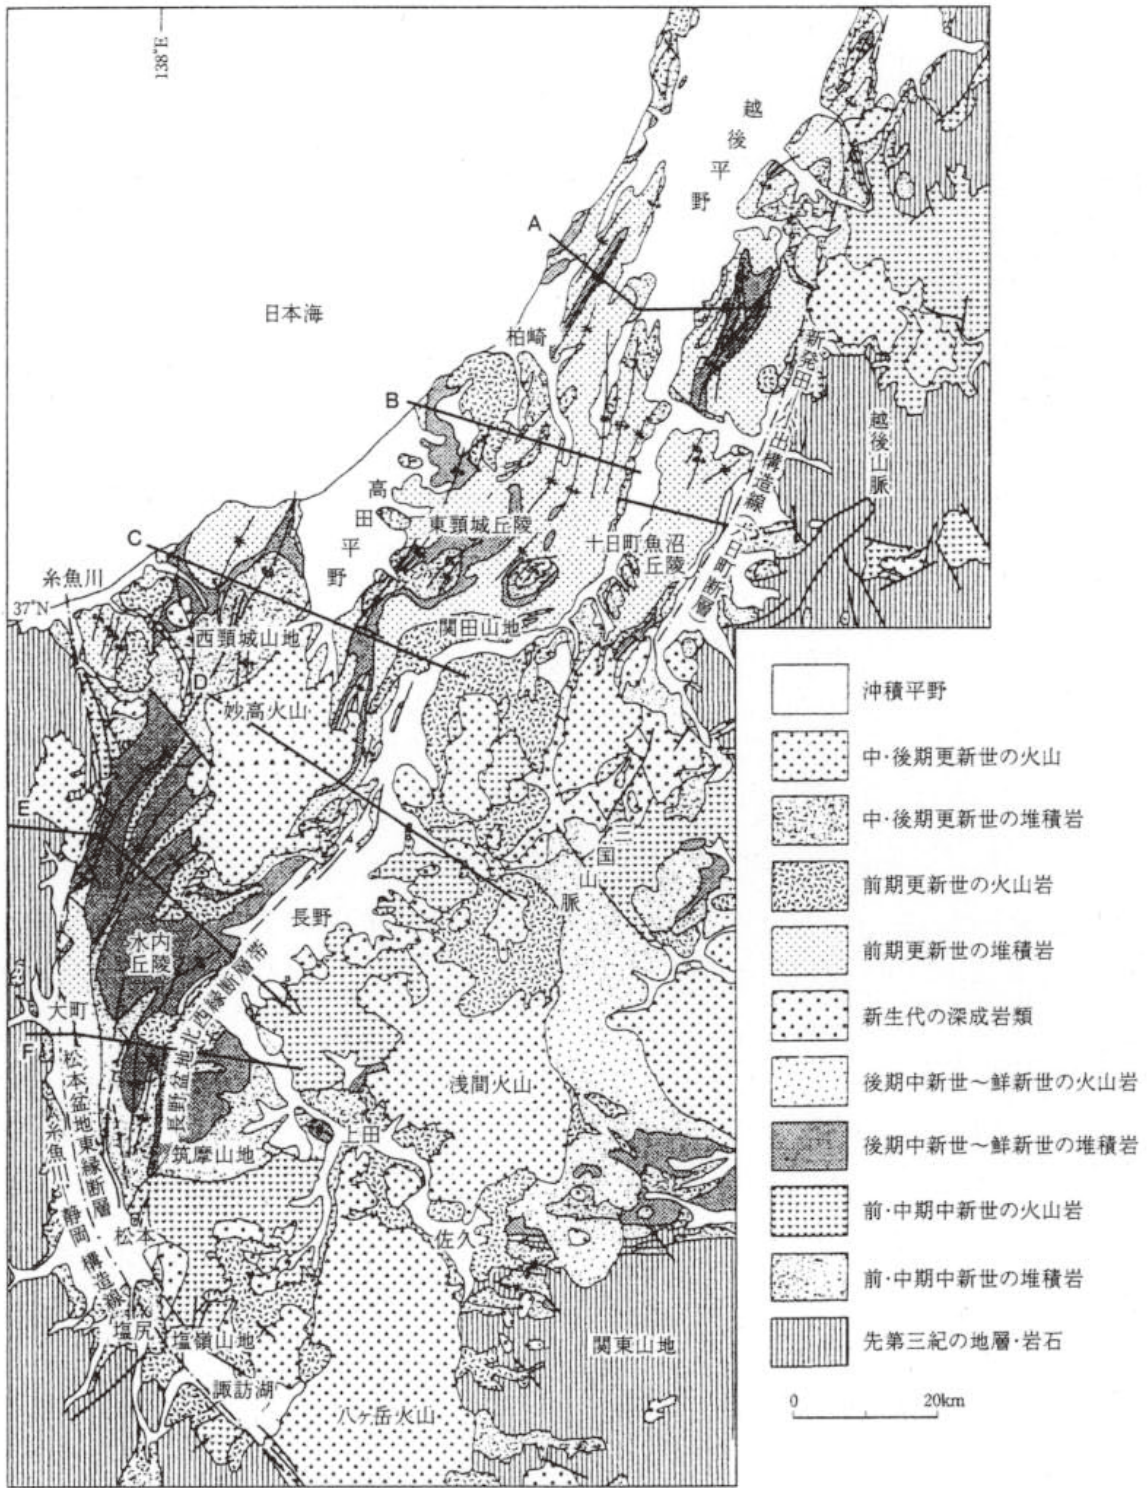 138°E
越後平野
A
日本海
柏崎
新発田小出構造線(六日町断層)
B
越後山脈
高田平野
東頸城丘陵
C
十日町魚沼
丘陵
糸魚川
37°N
関田山地
西頸城山地
D
妙高火山
E
三国山脈
長野
水内
丘陵
大町
長野盆地北西縁断層帯
F
松本盆地東縁断層
浅間火山
上田
筑摩山地
糸魚川静岡構造線
松本
佐久
塩尻
塩嶺山地
関東山地
諏訪湖
八ヶ岳火山
沖積平野
中・後期更新世の火山
中・後期更新世の堆積岩
前期更新世の火山岩
前期更新世の堆積岩
新生代の深成岩類
後期中新世～鮮新世の火山岩
後期中新世～鮮新世の堆積岩
前・中期中新世の火山岩
前・中期中新世の堆積岩
先第三紀の地層・岩石
0 20km